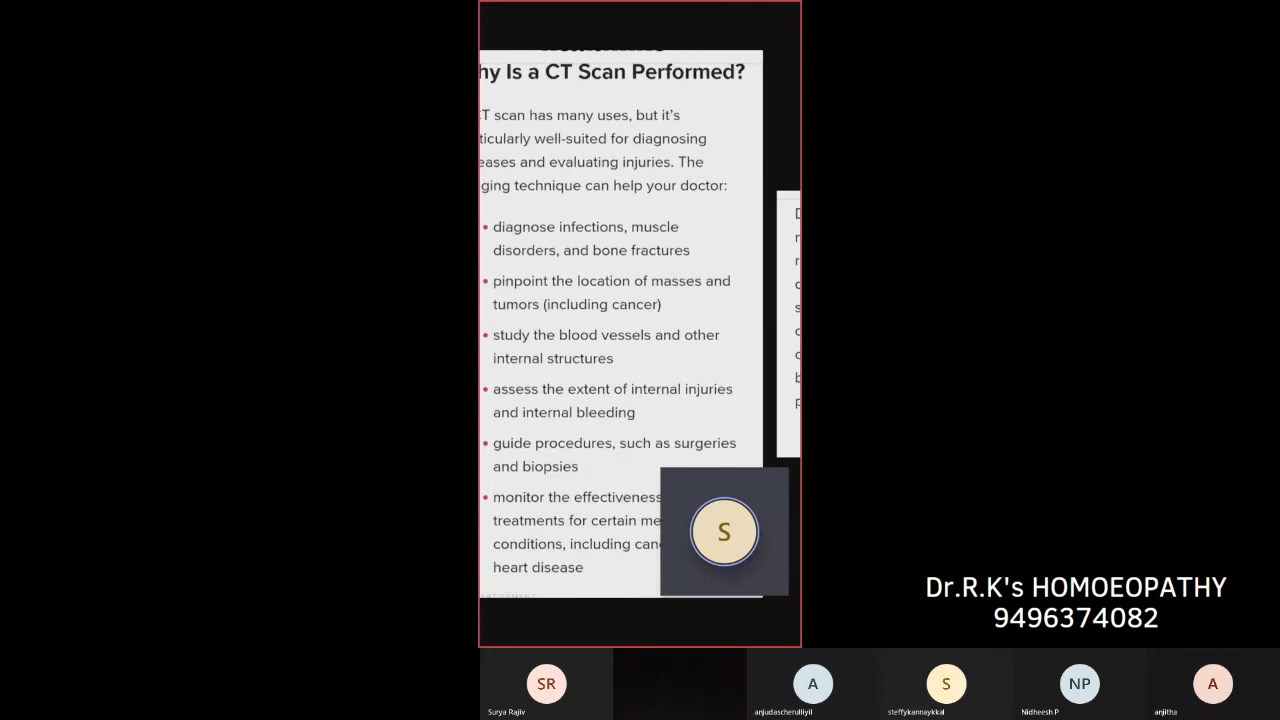 hy Is a CT Scan Performed?
CT scan has many uses, but it's
ticularly well-suited for diagnosing
eases and evaluating injuries. The
ging technique can help your doctor:
• diagnose infections, muscle
disorders, and bone fractures
• pinpoint the location of masses and
tumors (including cancer)
• study the blood vessels and other
internal structures
• assess the extent of internal injuries
and internal bleeding
• guide procedures, such as surgeries
and biopsies
• monitor the effectiveness
treatments for certain me
conditions, including can
heart disease
S
Dr.R.K's HOMOEOPATHY
9496374082
SR
A
S
NP
A
Surya Rajiv
anjudascherulliyil
steffykannaykkal
Nidheesh P
anjitha